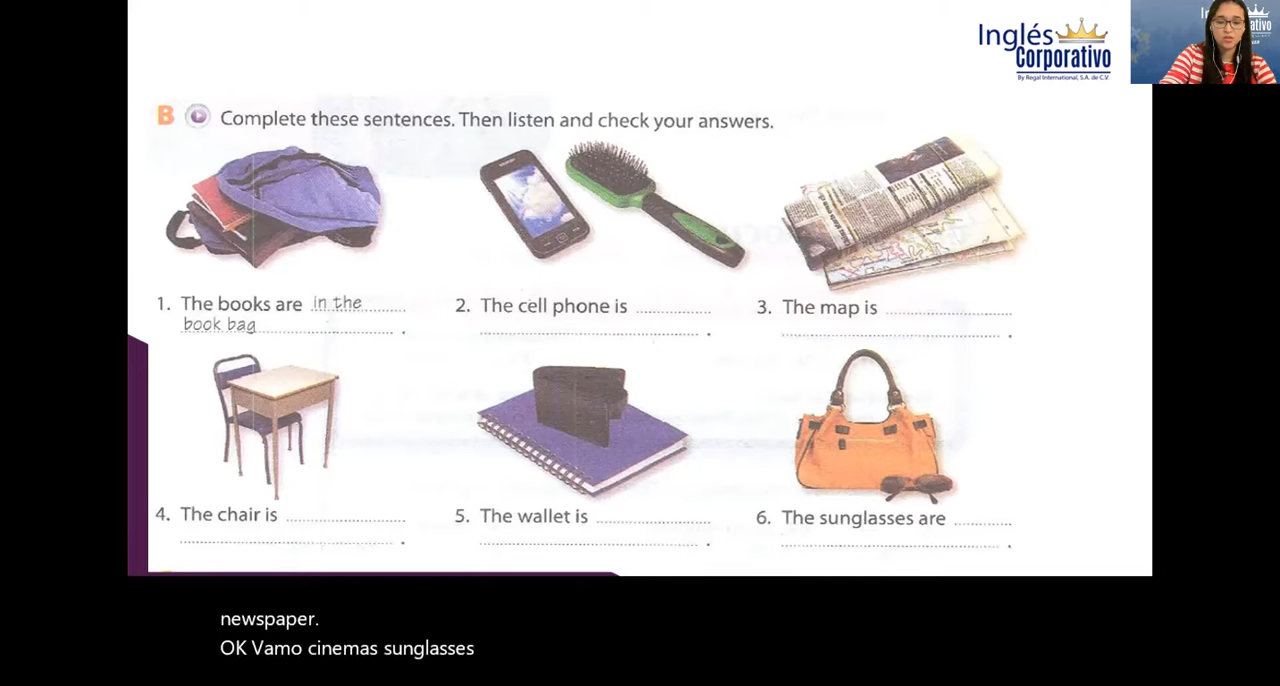 Inglés
Corporativo
By Regal International, S.A. de C.V.
B Complete these sentences. Then listen and check your answers.
1. The books are in the
book bag.
2. The cell phone is
.
3. The map is
.
4. The chair is
.
5. The wallet is
.
6. The sunglasses are
.
newspaper.
OK Vamo cinemas sunglasses